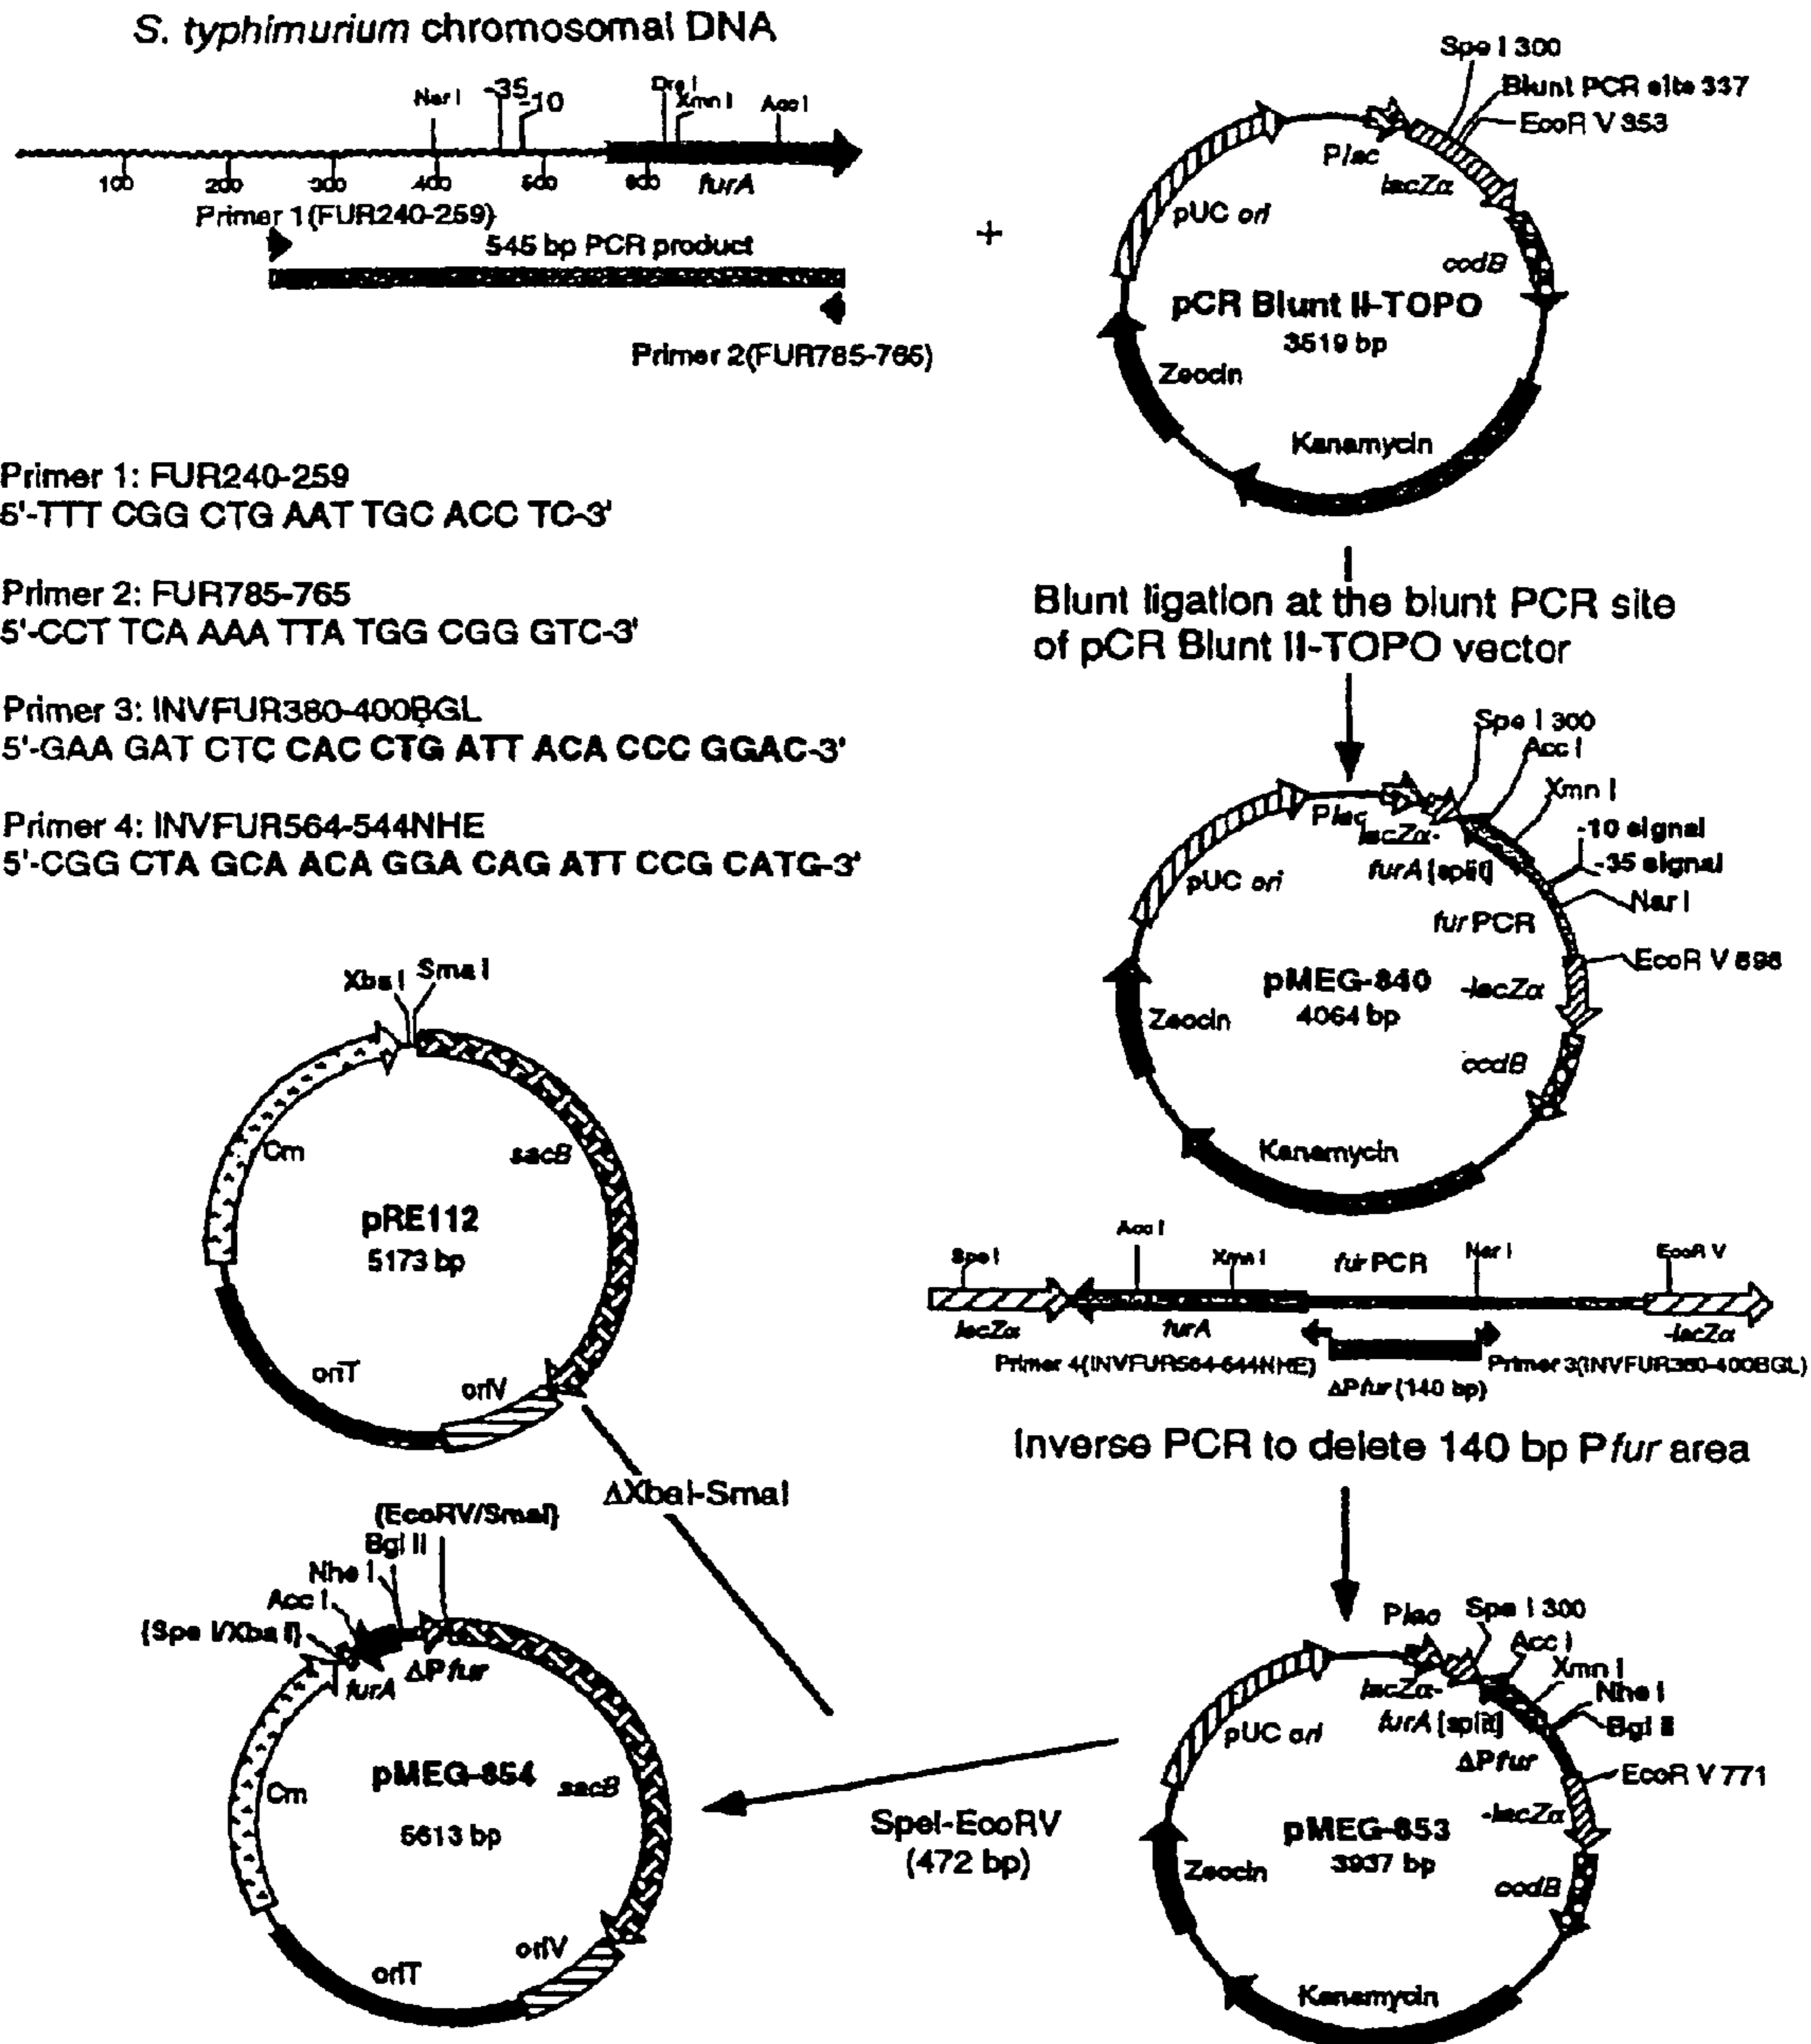 S. typhimurium chromosomal DNA
Nar I
-35
-10
Dra I
Xmn I
Acc I
100
200
300
400
500
600
furA
Primer 1(FUR240-259)
545 bp PCR product
Primer 2(FUR785-765)
+
Spe I 300
Blunt PCR site 337
EcoR V 353
Plac
lacZα
pUC ori
ccdB
pCR Blunt II-TOPO
3519 bp
Zeocin
Kanamycin
Primer 1: FUR240-259
5'-TTT CGG CTG AAT TGC ACC TC-3'
Primer 2: FUR785-765
5'-CCT TCA AAA TTA TGG CGG GTC-3'
Primer 3: INVFUR380-400BGL
5'-GAA GAT CTC CAC CTG ATT ACA CCC GGAC-3'
Primer 4: INVFUR564-544NHE
5'-CGG CTA GCA ACA GGA CAG ATT CCG CATG-3'
Blunt ligation at the blunt PCR site
of pCR Blunt II-TOPO vector
Spe I 300
Acc I
Xmn I
-10 signal
-35 signal
Nar I
Plac
lacZα-
furA [split]
pUC ori
fur PCR
EcoR V 898
pMEG-840
4064 bp
-lacZα
Zeocin
ccdB
Kanamycin
Xba I
Sma I
Cm
sacB
pRE112
5173 bp
oriT
oriV
Spe I
Acc I
Xmn I
fur PCR
Nar I
EcoR V
lacZα
furA
-lacZα
Primer 4(INVFUR564-544NHE)
Primer 3(INVFUR380-400BGL)
ΔPfur (140 bp)
Inverse PCR to delete 140 bp Pfur area
ΔXbaI-SmaI
{EcoRV/SmaI}
Bgl II
Nhe I
Acc I
{Spe I/Xba I}
furA
ΔPfur
Cm
pMEG-854
5613 bp
sacB
oriV
oriT
SpeI-EcoRV
(472 bp)
Plac
Spe I 300
Acc I
Xmn I
Nhe I
Bgl II
lacZα-
furA [split]
pUC ori
ΔPfur
EcoR V 771
-lacZα
pMEG-853
3937 bp
Zeocin
ccdB
Kanamycin